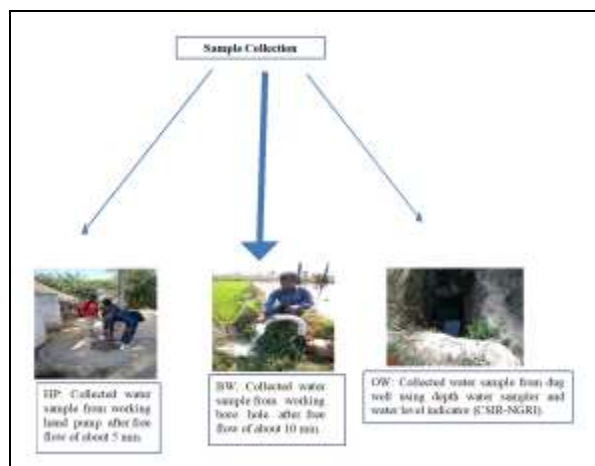 Sample Collection
HP: Collected water
sample from working
hand pump after free
flow of about 5 min.
BW: Collected water
sample from working
bore hole after free
flow of about 10 min.
OW: Collected water sample from dug
well using depth water sampler and
water level indicator (CSIR-NGRI).